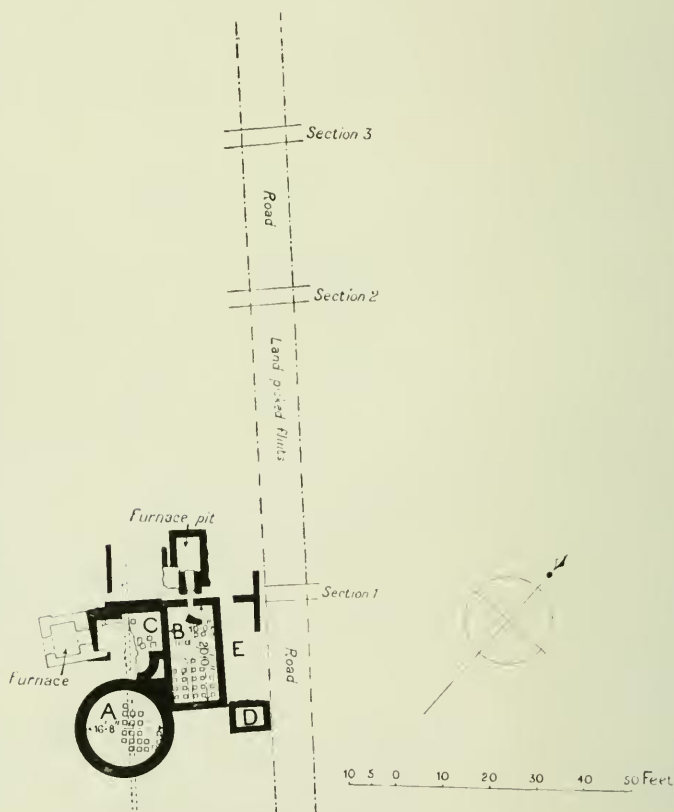 Section 3
Road
Section 2
Land picked flints
Furnace pit
Section 1
C
B
E
Road
Furnace
A
16'-8"
D
N
10 5 0 10 20 30 40 50 Feet